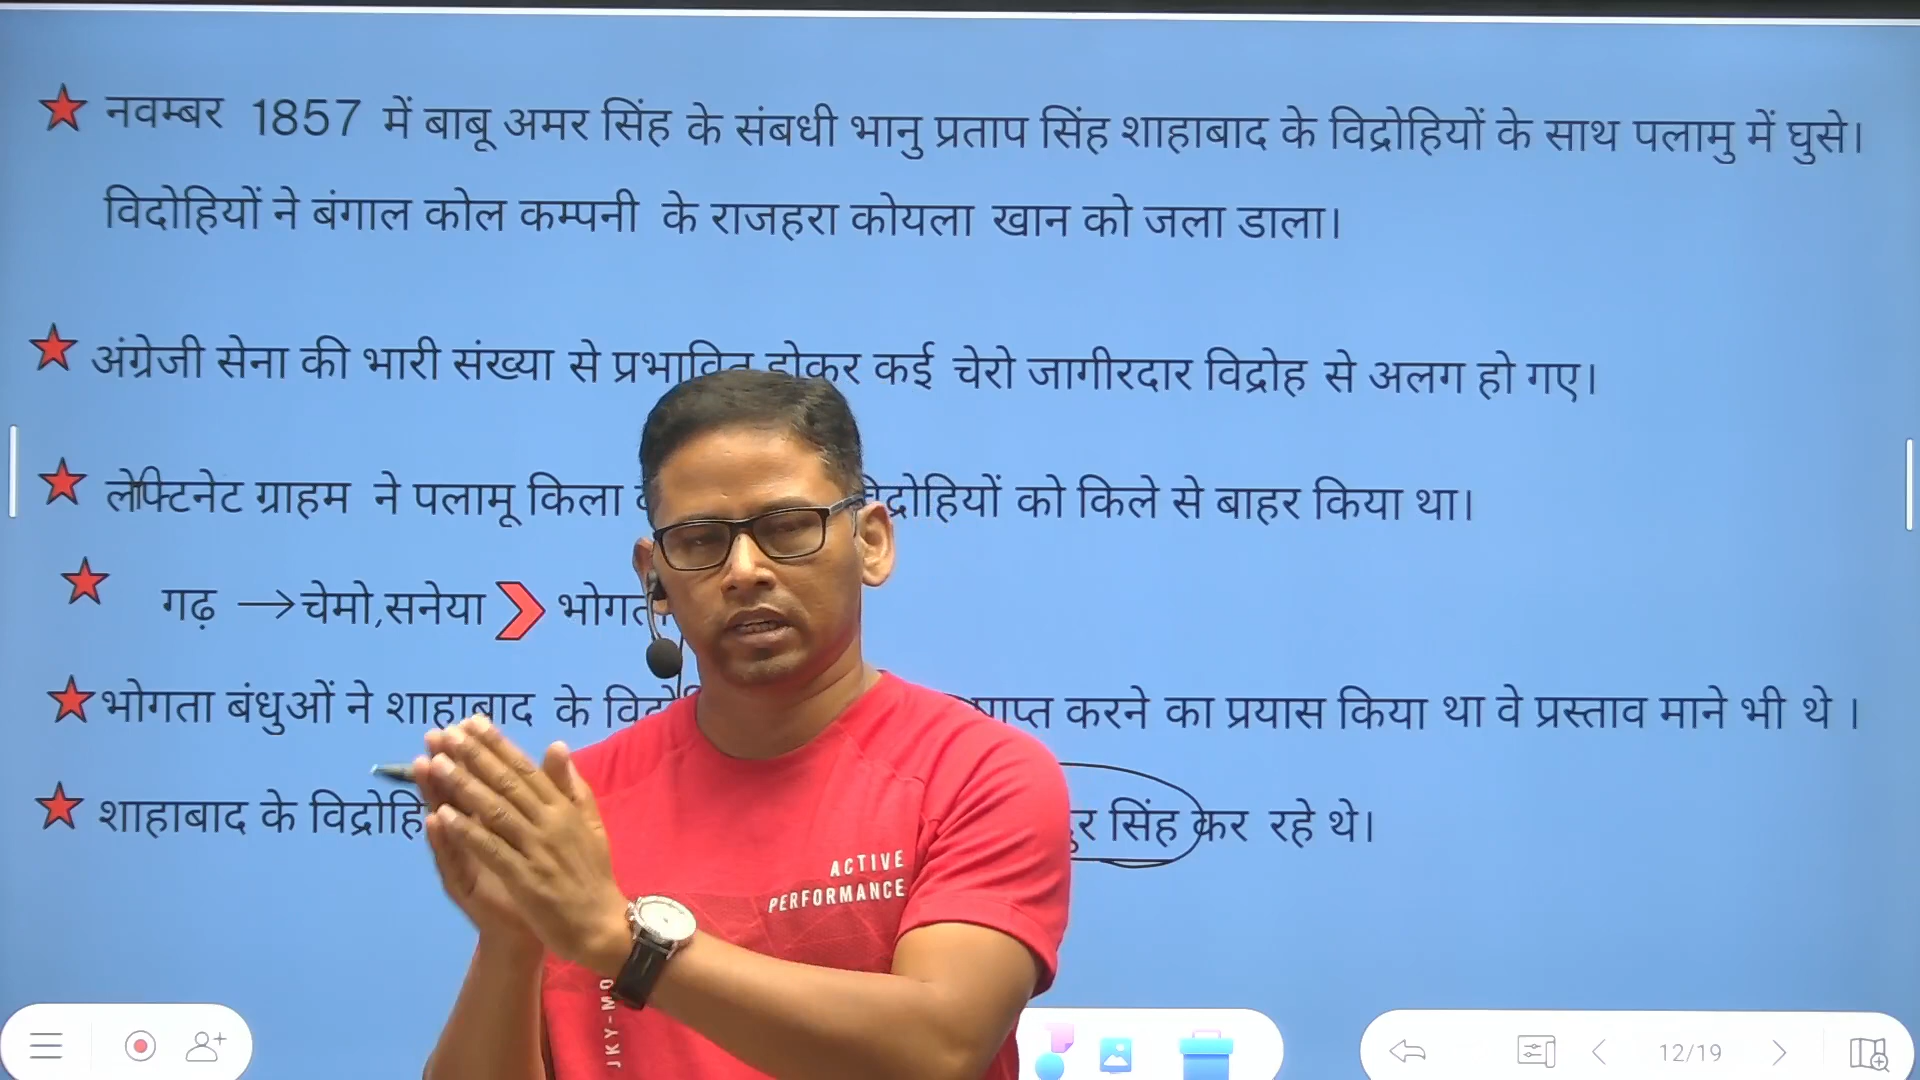 नवम्बर 1857 में बाबू अमर सिंह के संबधी भानु प्रताप सिंह शाहाबाद के विद्रोहियों के साथ पलामु में घुसे।
विदोहियों ने बंगाल कोल कम्पनी के राजहरा कोयला खान को जला डाला।
अंग्रेजी सेना की भारी संख्या से प्रभावित होकर कई चेरो जागीरदार विद्रोह से अलग हो गए।
लेफ्टिनेट ग्राहम ने पलामू किला को किले से बाहर किया था।
गढ़ → चेमो,सनेया
भोगता बंधुओं ने शाहाबाद के करने का प्रयास किया था वे प्रस्ताव माने भी थे ।
शाहाबाद के सिंह कर रहे थे।
ACTIVE
PERFORMANCE
12/19